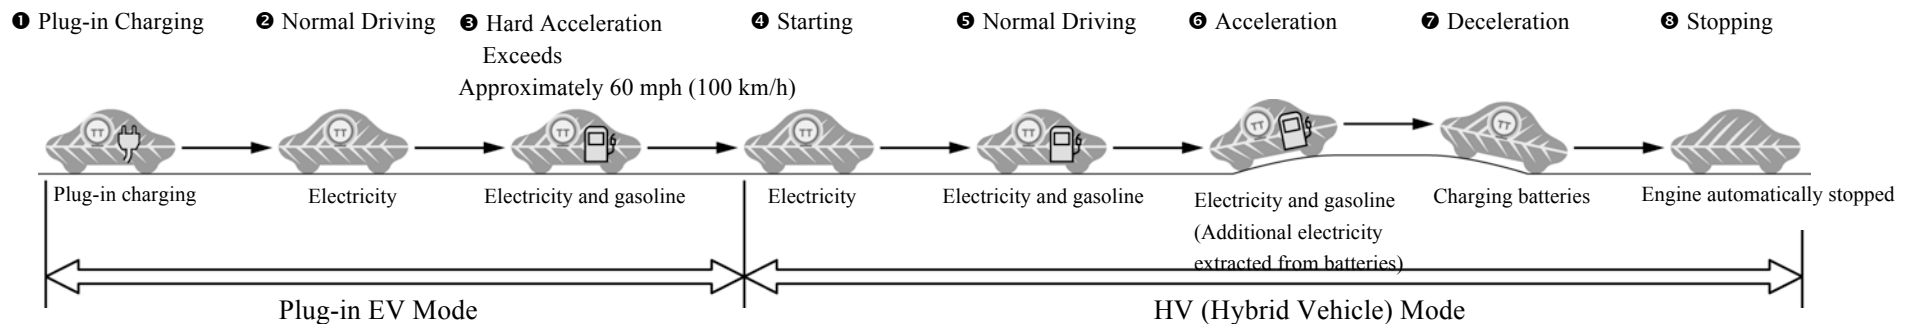 ❶ Plug-in Charging
❷ Normal Driving
❸ Hard Acceleration
Exceeds
Approximately 60 mph (100 km/h)
❹ Starting
❺ Normal Driving
❻ Acceleration
❼ Deceleration
❽ Stopping
Plug-in charging
Electricity
Electricity and gasoline
Electricity
Electricity and gasoline
Electricity and gasoline
(Additional electricity
extracted from batteries)
Charging batteries
Engine automatically stopped
Plug-in EV Mode
HV (Hybrid Vehicle) Mode